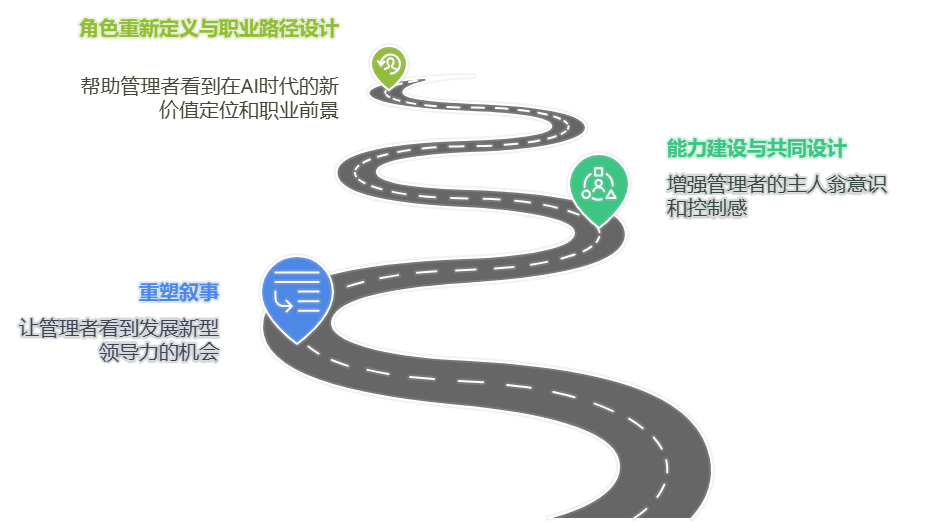 角色重新定义与职业路径设计
帮助管理者看到在AI时代的新
价值定位和职业前景
能力建设与共同设计
增强管理者的主人翁意识
和控制感
重塑叙事
让管理者看到发展新型
领导力的机会